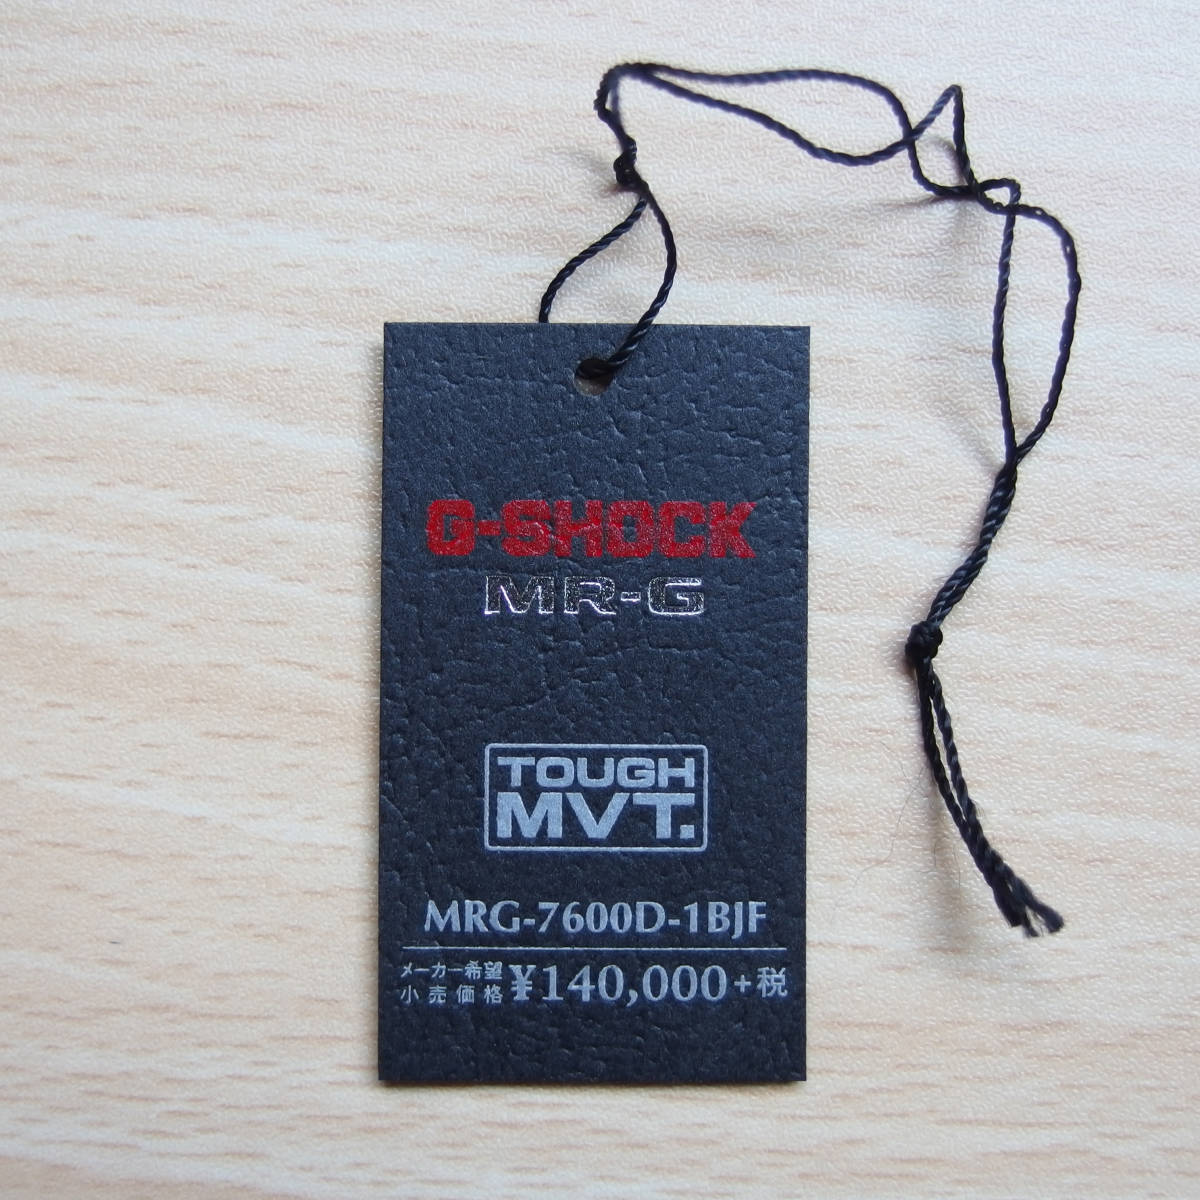 G-SHOCK
MR-G
TOUGH
MVT.
MRG-7600D-1BJF
メーカー希望
小売価格 ¥140,000+税